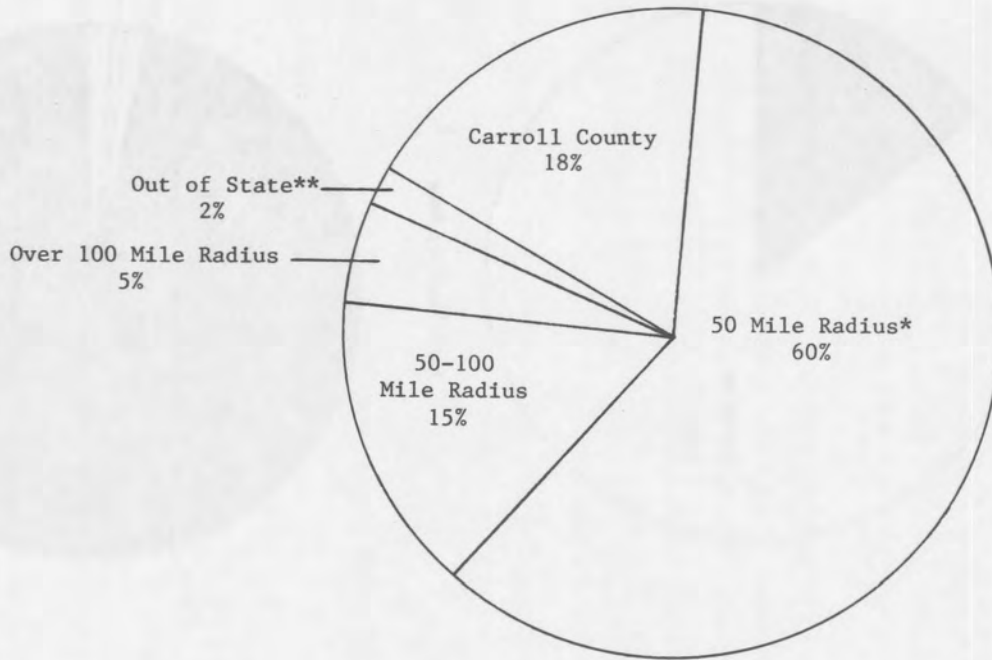 Carroll County
18%
Out of State**
2%
Over 100 Mile Radius
5%
50 Mile Radius*
60%
50-100
Mile Radius
15%